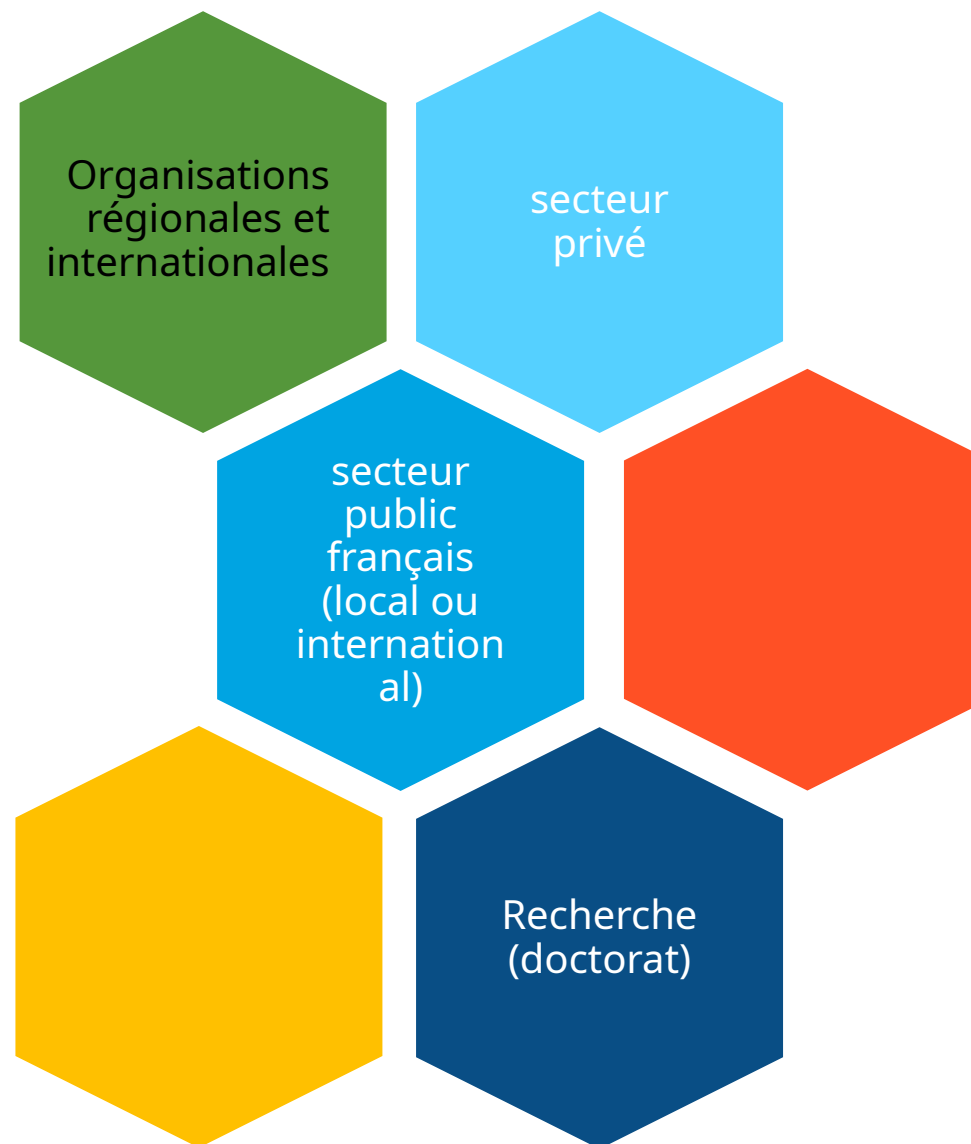 Organisations
régionales et
internationales
secteur
privé
secteur
public
français
(local ou
internation
al)
Recherche
(doctorat)